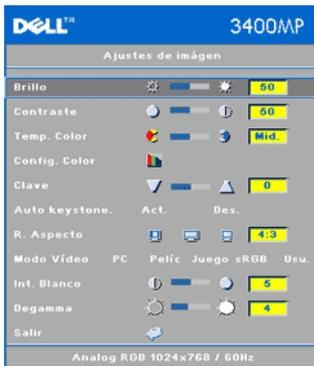 DELL™ 3400MP
Ajustes de imágen
Brillo 50
Contraste 50
Temp. Color Mid.
Config. Color
Clave 0
Auto keystone. Act. Des.
R. Aspecto 4:3
Modo Vídeo PC Pelíc Juego sRGB Usu.
Int. Blanco 5
Degamma 4
Salir
Analog RGB 1024x768 / 60Hz